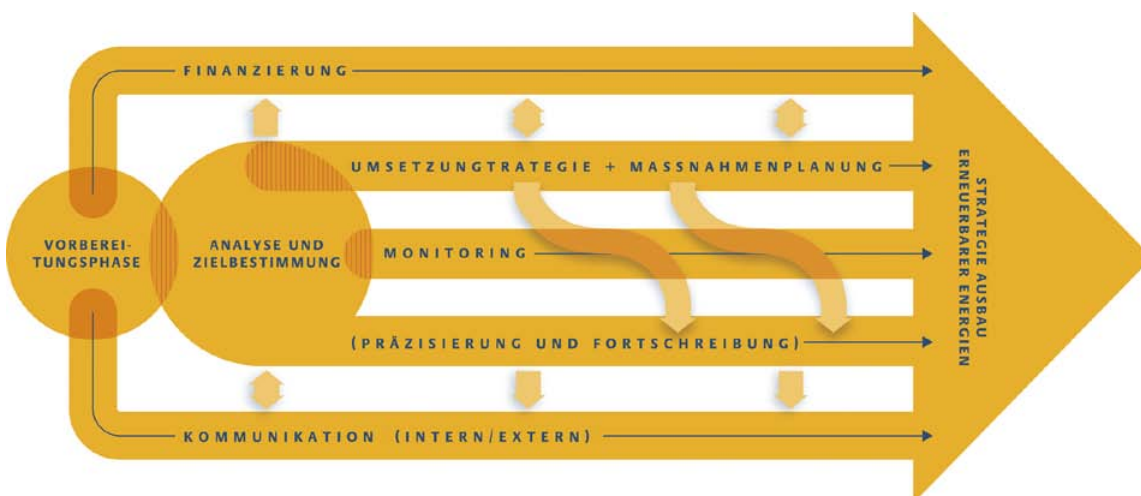 FINANZIERUNG
UMSETZUNGTRATEGIE + MASSNAHMENPLANUNG
VORBEREI-
TUNGSPHASE
ANALYSE UND
ZIELBESTIMMUNG
MONITORING
(PRÄZISIERUNG UND FORTSCHREIBUNG)
KOMMUNIKATION (INTERN/EXTERN)
STRATEGIE AUSBAU
ERNEUERBARER ENERGIEN